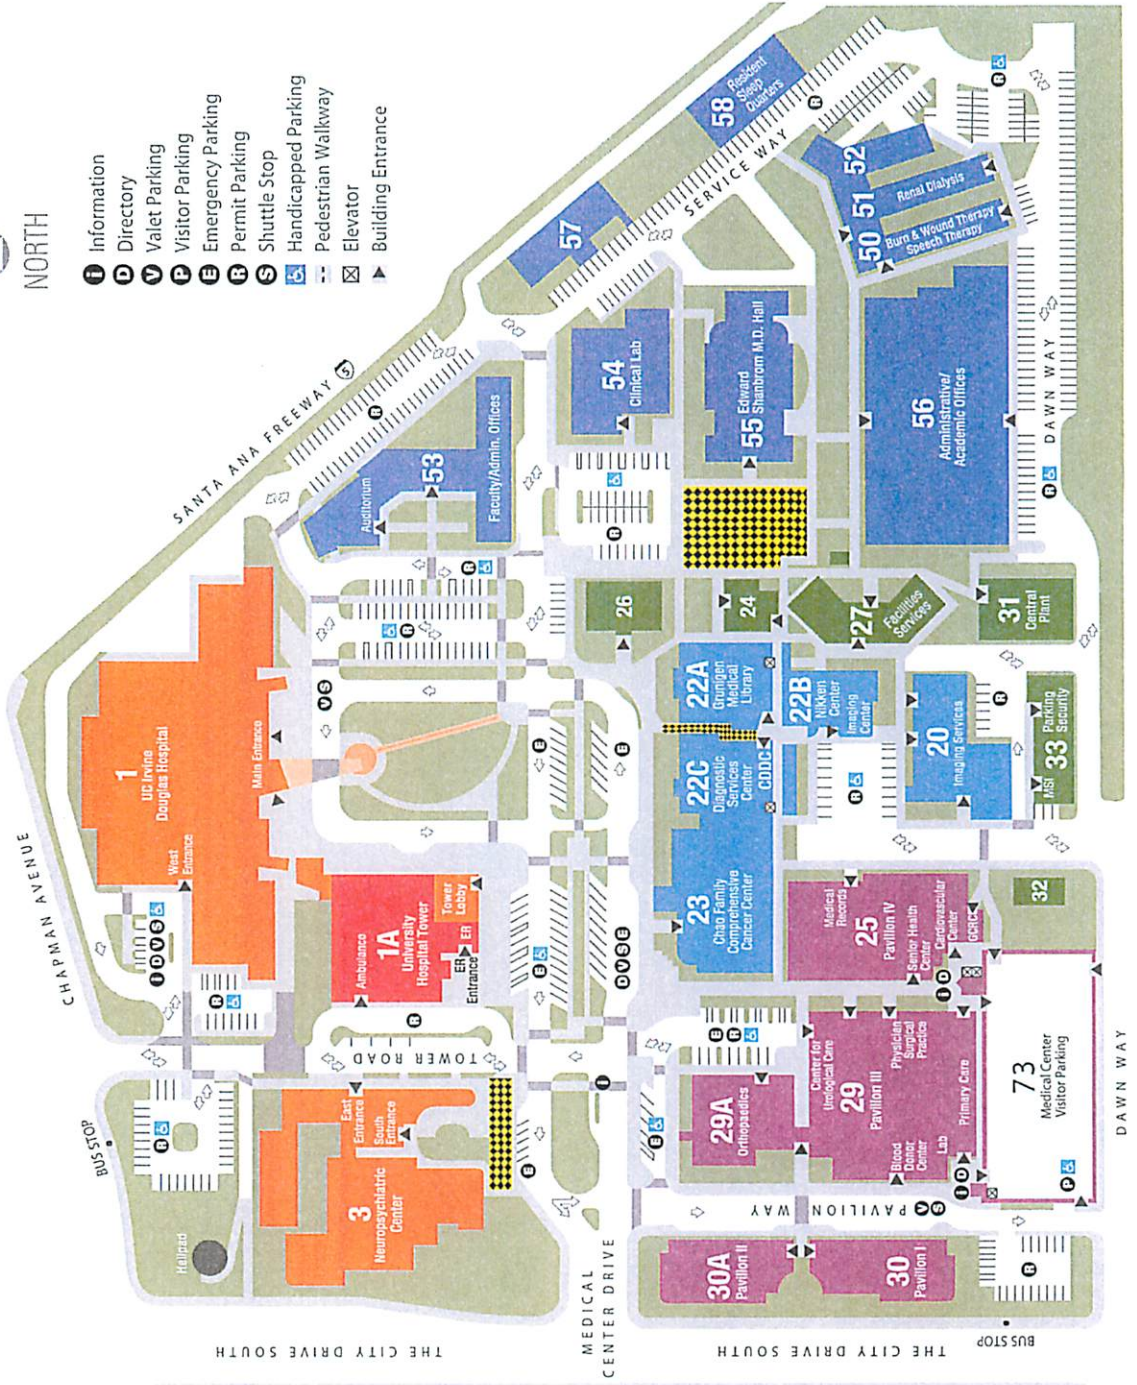 NORTH
i Information
D Directory
V Valet Parking
P Visitor Parking
E Emergency Parking
R Permit Parking
S Shuttle Stop
Handicapped Parking
Pedestrian Walkway
Elevator
Building Entrance
CHAPMAN AVENUE
SANTA ANA FREEWAY 5
SERVICE WAY
DAWN WAY
1
UC Irvine
Douglas Hospital
West
Entrance
Main Entrance
i D V S
R
V S
BUS STOP
R
Helipad
3
Neuropsychiatric
Center
East
Entrance
South
Entrance
TOWER ROAD
R
Ambulance
1A
University
Hospital Tower
Tower
Lobby
ER
ER
Entrance
E
E
E
E
D V S E
i
E
R
R
R
Auditorium
53
Faculty/Admin. Offices
57
58
Resident
Sleep
Quarters
R
R
54
Clinical Lab
R
55
Edward
Shanbrom M.D. Hall
50
51
52
Renal Dialysis
Burn & Wound Therapy
Speech Therapy
56
Administrative/
Academic Offices
R
26
24
27
Facilities
Services
31
Central
Plant
22A
Grunigen
Medical
Library
22B
Nikken
Center
Imaging
Center
22C
Diagnostic
Services
Center
CDDC
23
Chao Family
Comprehensive
Cancer Center
R
20
Imaging Services
R
33
Parking
Security
MSI
32
25
Pavilion IV
Medical
Records
Senior Health
Center
Cardiovascular
Center
GCRC
i D
E
R
29A
Orthopaedics
29
Pavilion III
Center for
Urological Care
Physician
Surgical
Practice
Primary Care
Blood
Donor
Center
Lab
i D
PAVILION WAY
V S
73
Medical Center
Visitor Parking
P
30A
Pavilion II
30
Pavilion I
R
BUS STOP
MEDICAL
CENTER DRIVE
THE CITY DRIVE SOUTH
THE CITY DRIVE SOUTH
DAWN WAY